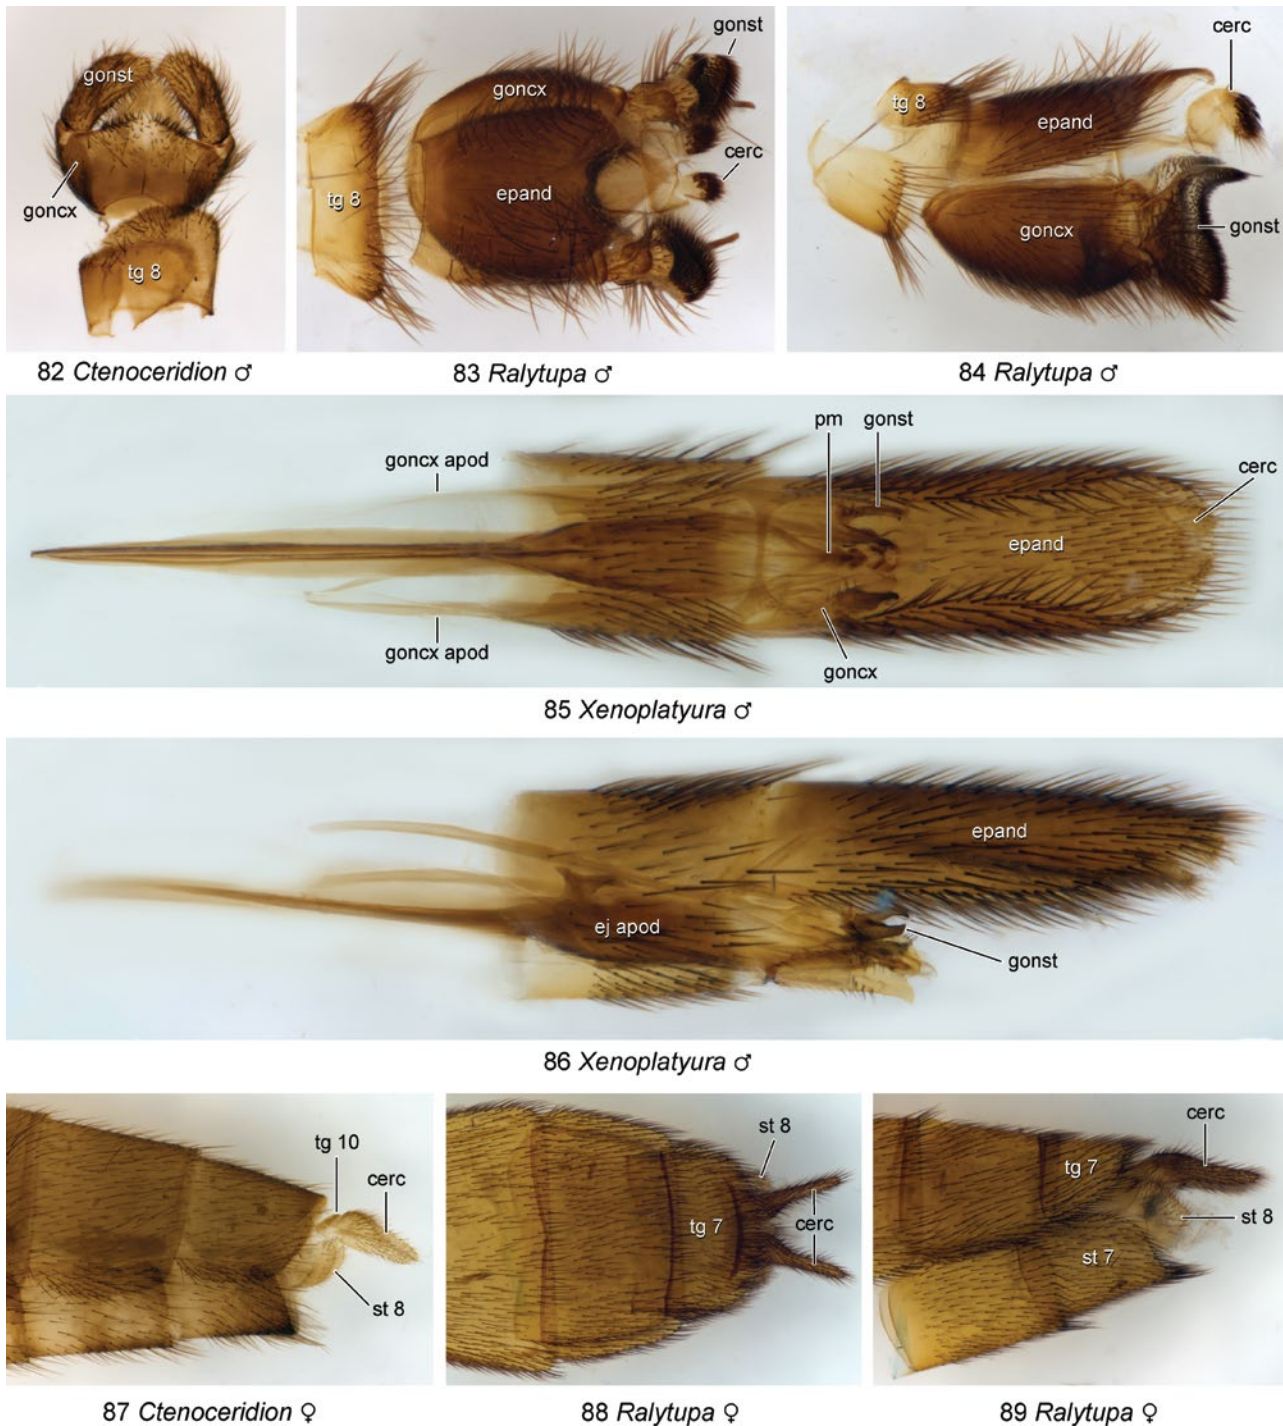 gonst
goncx
tg 8
82 Ctenoceridion ♂
gonst
goncx
cerc
tg 8
epand
83 Ralytupa ♂
cerc
tg 8
epand
goncx
gonst
84 Ralytupa ♂
pm
gonst
goncx apod
cerc
epand
goncx apod
goncx
85 Xenoplatyura ♂
epand
ej apod
gonst
86 Xenoplatyura ♂
tg 10
cerc
st 8
87 Ctenoceridion ♀
st 8
tg 7
cerc
88 Ralytupa ♀
cerc
tg 7
st 8
st 7
89 Ralytupa ♀